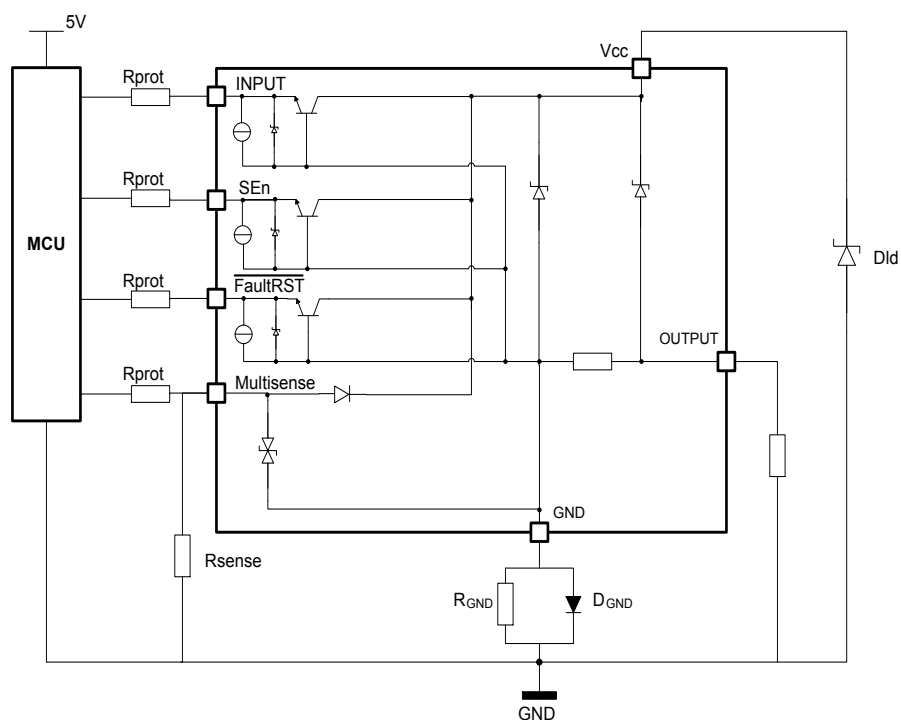 5V
Vcc
Rprot
INPUT
Rprot
SEn
MCU
Dld
Rprot
FaultRST
OUTPUT
Rprot
Multisense
GND
Rsense
RGND
DGND
GND